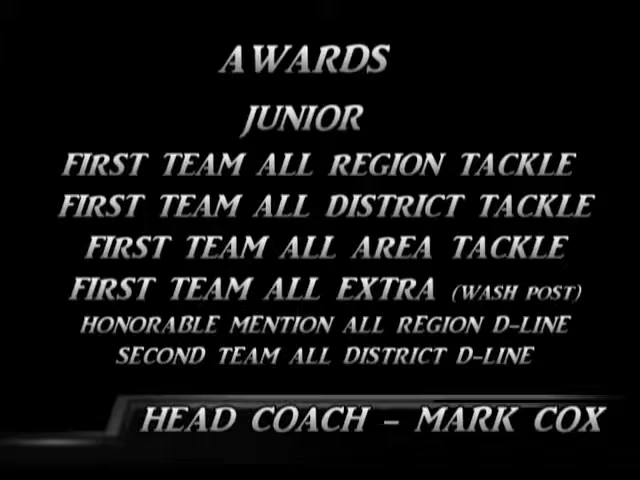 AWARDS
JUNIOR
FIRST TEAM ALL REGION TACKLE
FIRST TEAM ALL DISTRICT TACKLE
FIRST TEAM ALL AREA TACKLE
FIRST TEAM ALL EXTRA (WASH POST)
HONORABLE MENTION ALL REGION D-LINE
SECOND TEAM ALL DISTRICT D-LINE
HEAD COACH - MARK COX